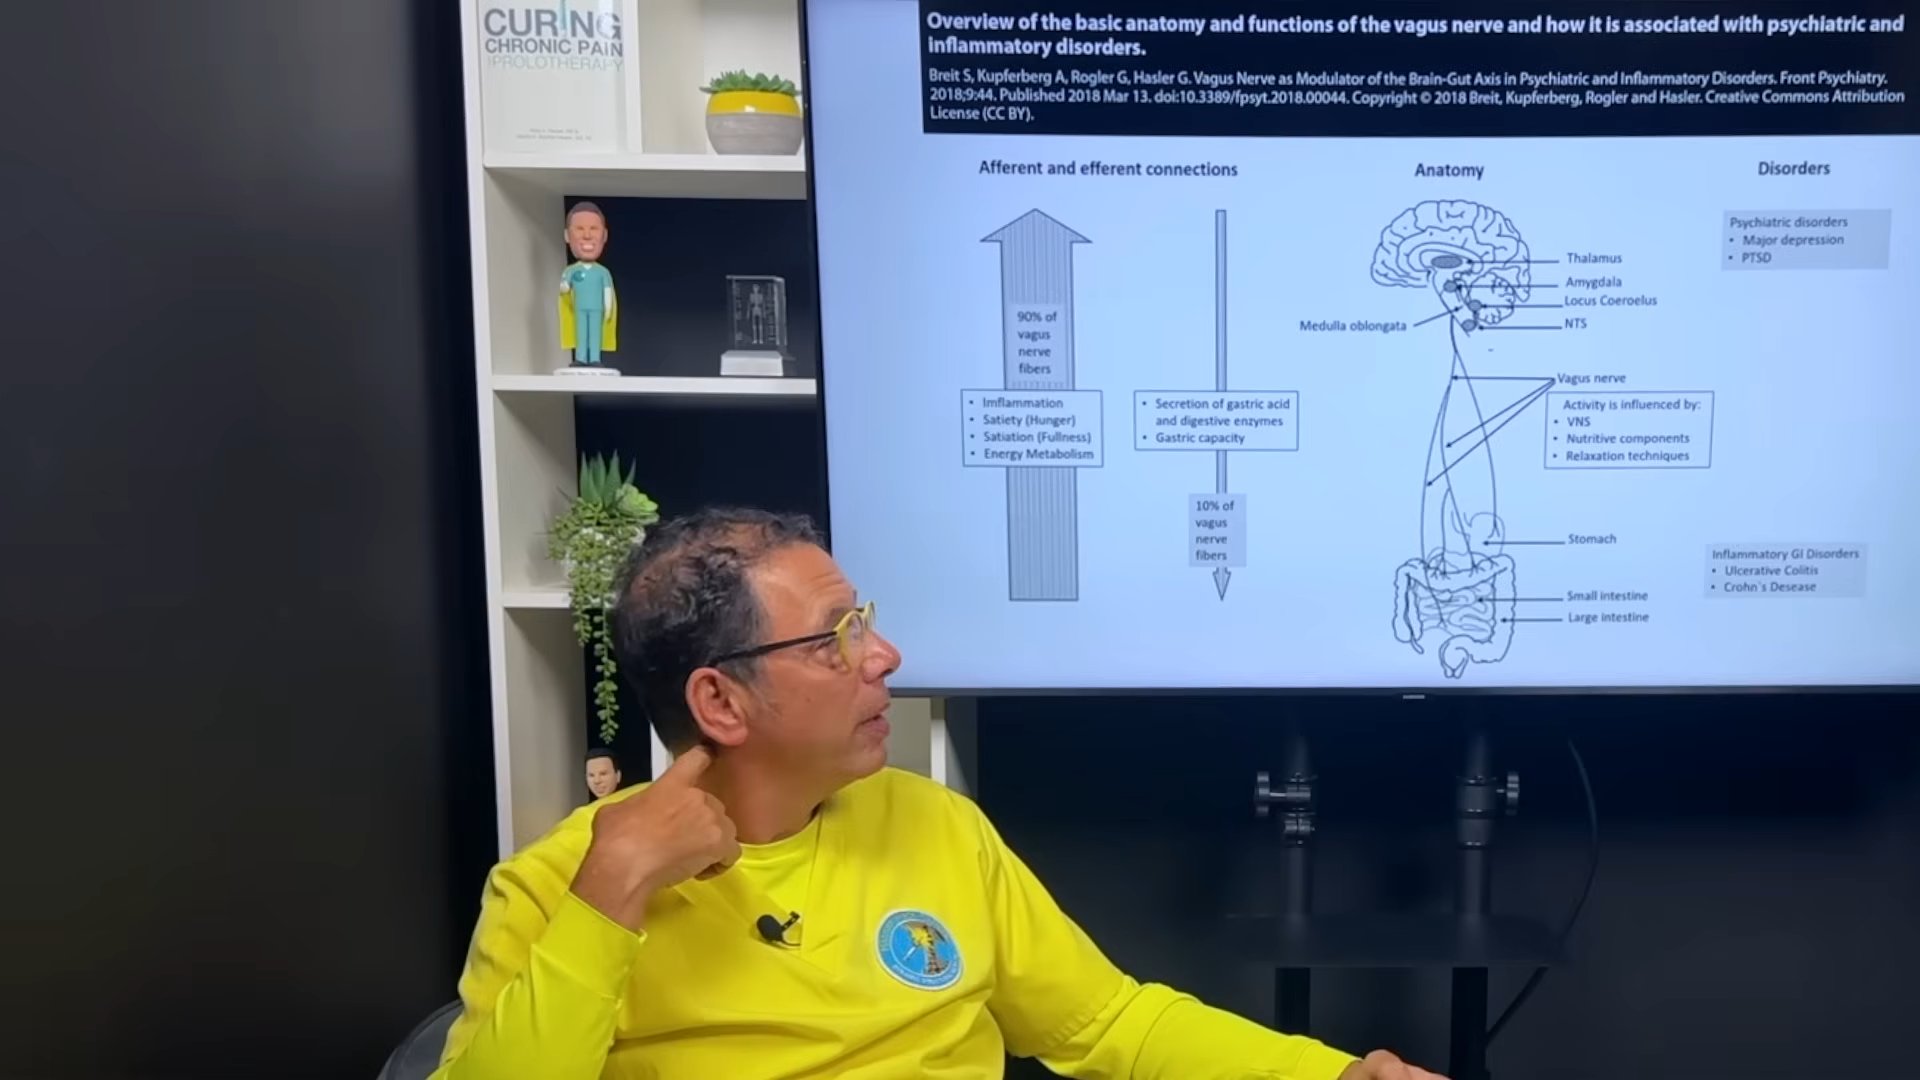 CURING
CHRONIC PAIN
PROLOTHERAPY
Overview of the basic anatomy and functions of the vagus nerve and how it is associated with psychiatric and
inflammatory disorders.
Breit S, Kupferberg A, Rogler G, Hasler G. Vagus Nerve as Modulator of the Brain-Gut Axis in Psychiatric and Inflammatory Disorders. Front Psychiatry.
2018;9:44. Published 2018 Mar 13. doi:10.3389/fpsyt.2018.00044. Copyright © 2018 Breit, Kupferberg, Rogler and Hasler. Creative Commons Attribution
License (CC BY).
Afferent and efferent connections
90% of
vagus
nerve
fibers
• Imflammation
• Satiety (Hunger)
• Satiation (Fullness)
• Energy Metabolism
• Secretion of gastric acid
and digestive enzymes
• Gastric capacity
10% of
vagus
nerve
fibers
Anatomy
Thalamus
Amygdala
Locus Coeroelus
Medulla oblongata
NTS
Vagus nerve
Activity is influenced by:
• VNS
• Nutritive components
• Relaxation techniques
Stomach
Small intestine
Large intestine
Disorders
Psychiatric disorders
• Major depression
• PTSD
Inflammatory GI Disorders
• Ulcerative Colitis
• Crohn´s Desease